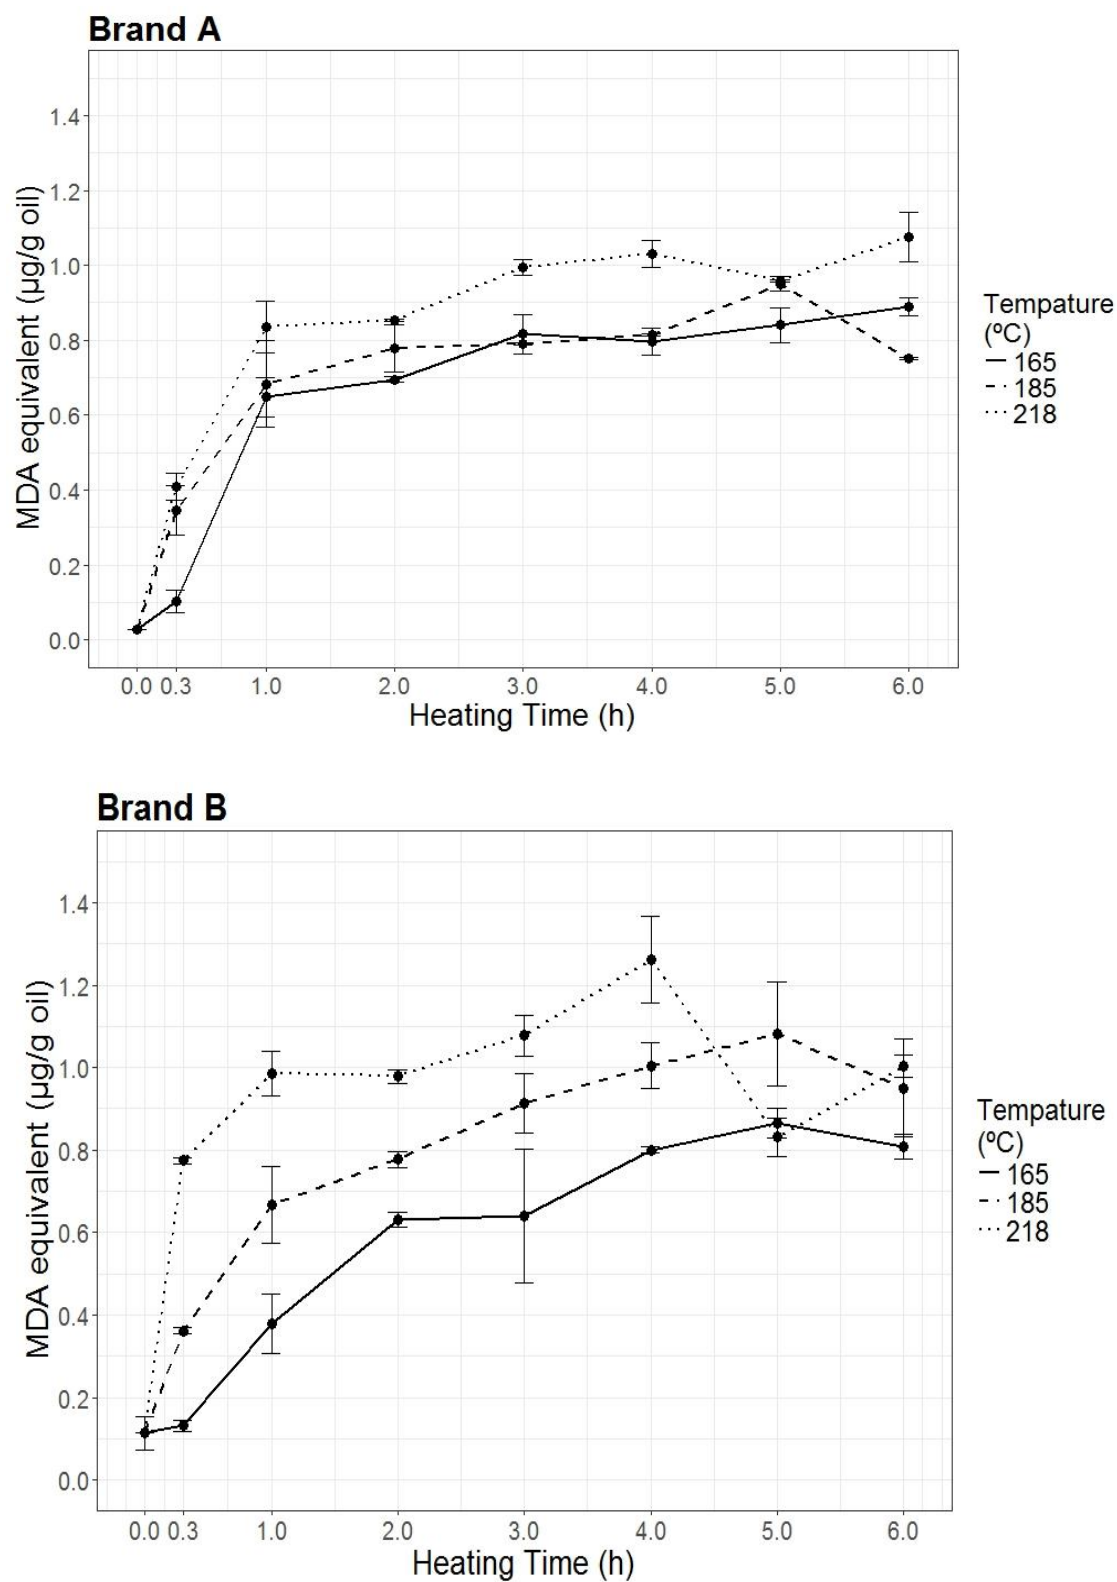 Brand A
MDA equivalent (µg/g oil)
1.4
1.2
1.0
0.8
0.6
0.4
0.2
0.0
0.0 0.3 1.0 2.0 3.0 4.0 5.0 6.0
Heating Time (h)
Tempature
(ºC)
165
185
218
Brand B
MDA equivalent (µg/g oil)
1.4
1.2
1.0
0.8
0.6
0.4
0.2
0.0
0.0 0.3 1.0 2.0 3.0 4.0 5.0 6.0
Heating Time (h)
Tempature
(ºC)
165
185
218